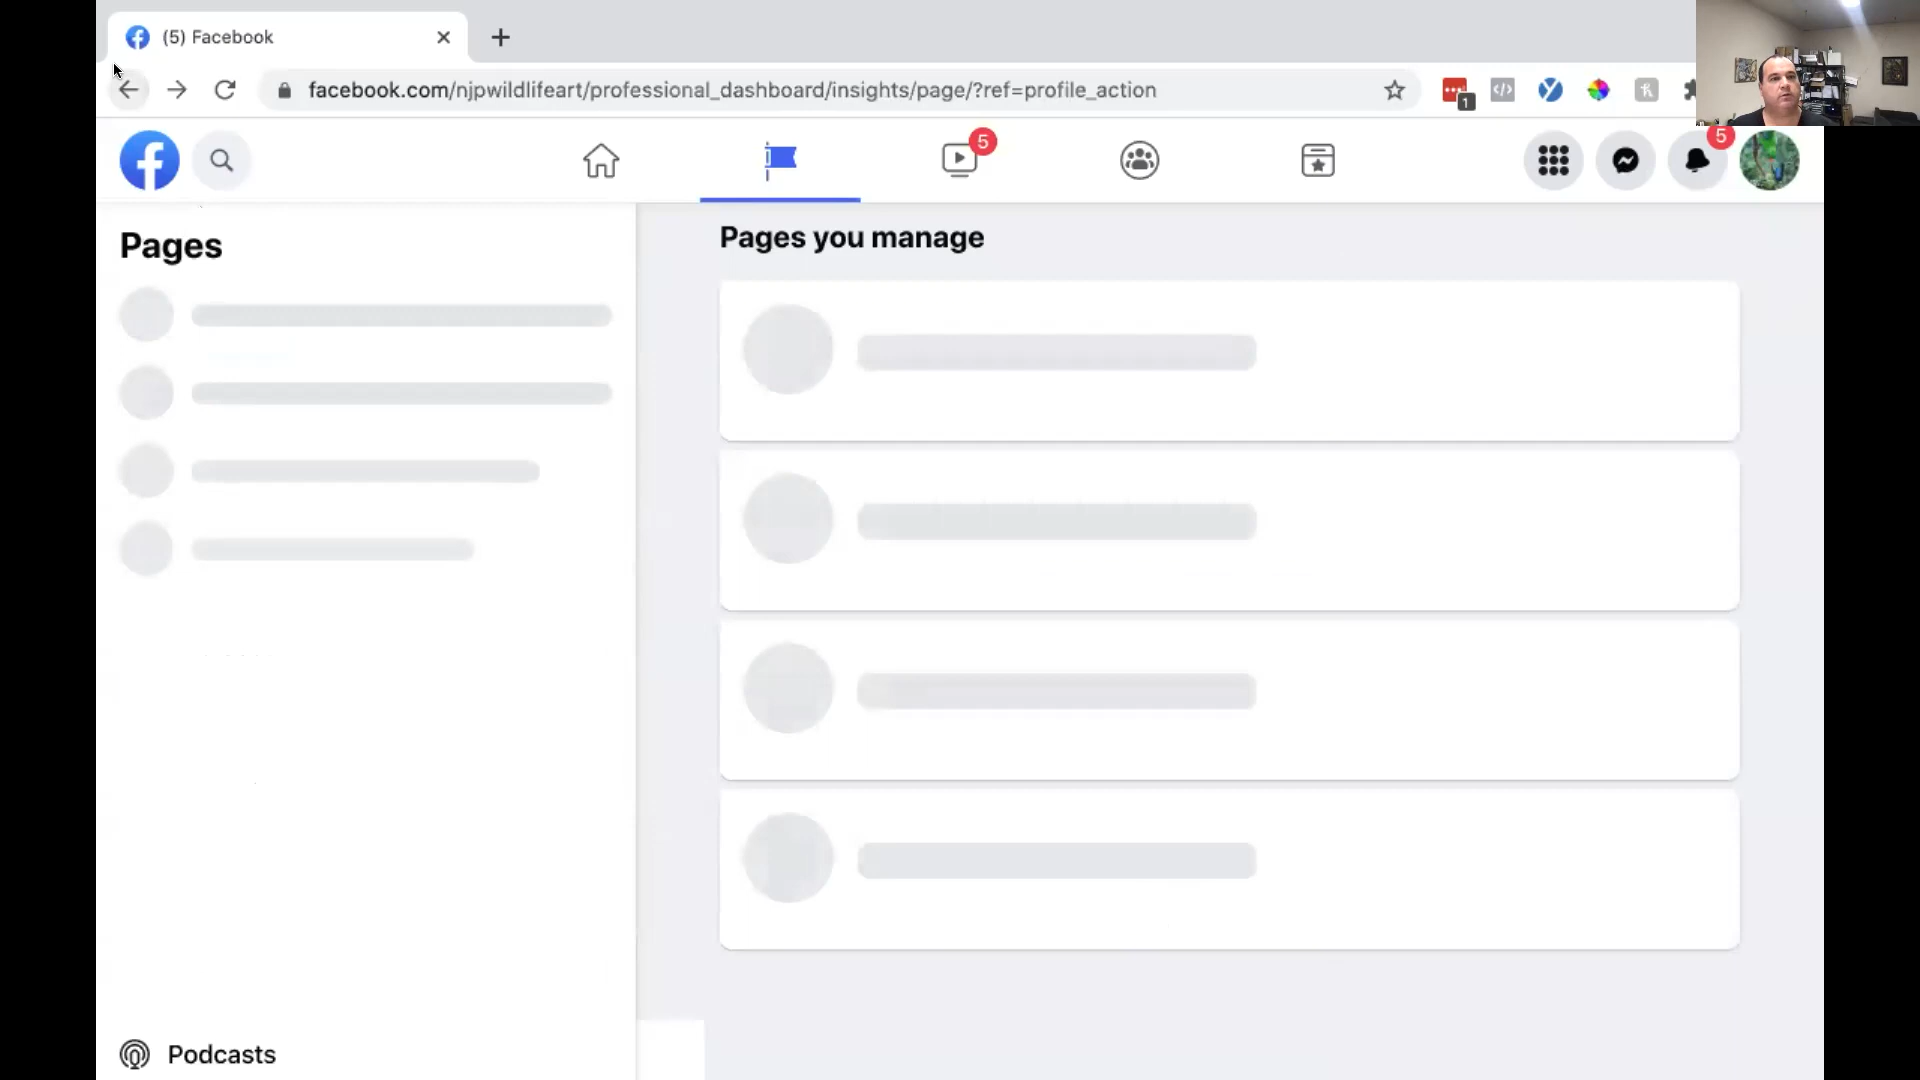 (5) Facebook
facebook.com/njpwildlifeart/professional_dashboard/insights/page/?ref=profile_action
1
5
5
Pages
Pages you manage
Podcasts